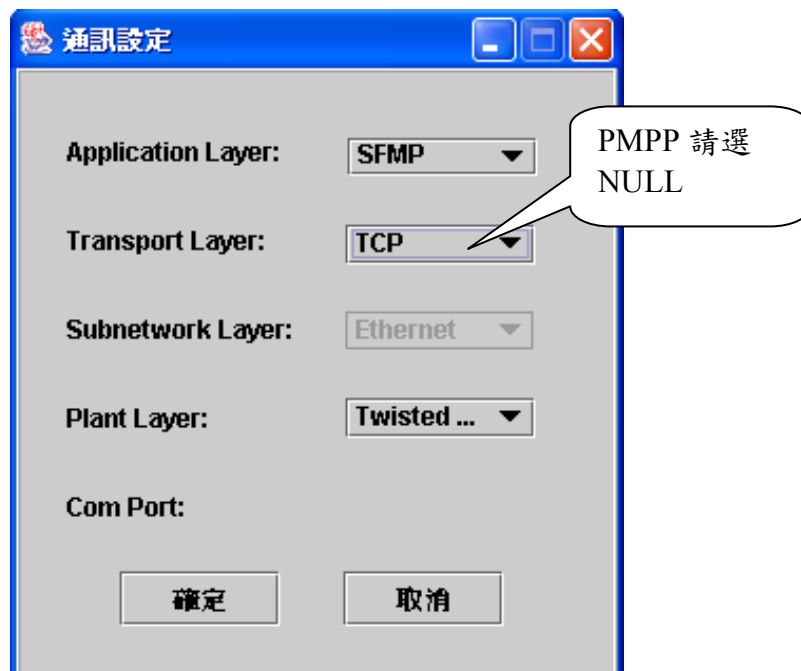 通訊設定
Application Layer:
SFMP
PMPP 請選
NULL
Transport Layer:
TCP
Subnetwork Layer:
Ethernet
Plant Layer:
Twisted ...
Com Port:
確定
取消